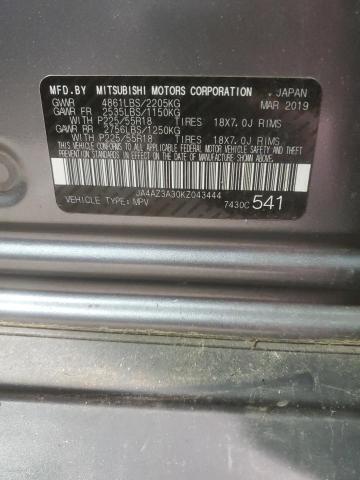 MFD.BY MITSUBISHI MOTORS CORPORATION , JAPAN
GVWR 4861LBS/2205KG MAR 2019
GAWR FR 2535LBS/1150KG
WITH P225/55R18 TIRES 18X7.0J RIMS
GAWR RR 2756LBS/1250KG
WITH P225/55R18 TIRES 18X7.0J RIMS
THIS VEHICLE CONFORMS TO ALL APPLICABLE FEDERAL MOTOR
VEHICLE SAFETY AND THEFT PREVENTION STANDARDS IN EFFECT
ON THE DATE OF MANUFACTURE SHOWN ABOVE.
JA4AZ3A30KZ043444
VEHICLE TYPE:MPV 7430C 541